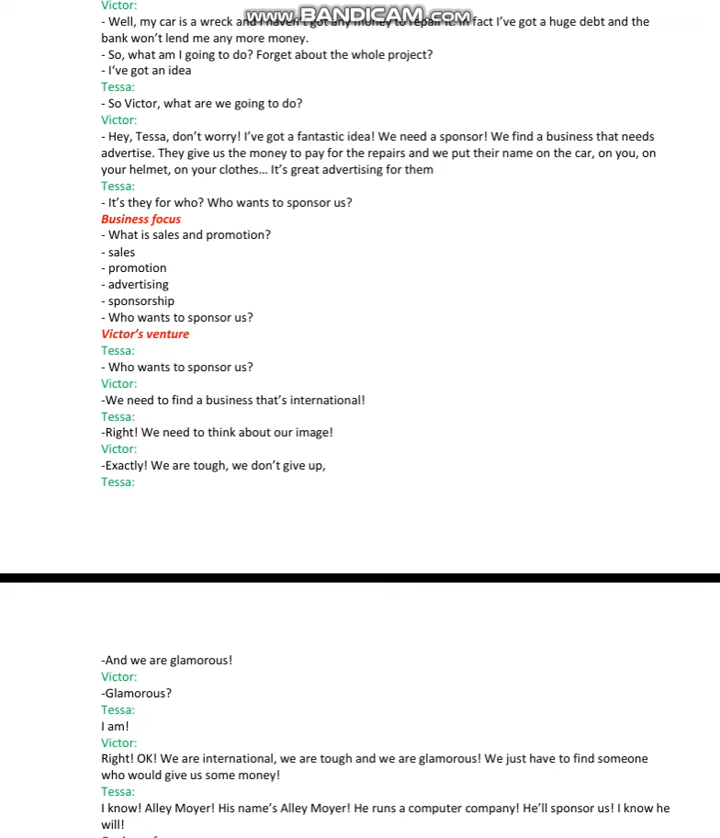 Victor:
www.BANDICAM.com
- Well, my car is a wreck and I haven't got any money to repair it. In fact I've got a huge debt and the
bank won't lend me any more money.
- So, what am I going to do? Forget about the whole project?
- I've got an idea
Tessa:
- So Victor, what are we going to do?
Victor:
- Hey, Tessa, don't worry! I've got a fantastic idea! We need a sponsor! We find a business that needs
advertise. They give us the money to pay for the repairs and we put their name on the car, on you, on
your helmet, on your clothes... It's great advertising for them
Tessa:
- It's they for who? Who wants to sponsor us?
Business focus
- What is sales and promotion?
- sales
- promotion
- advertising
- sponsorship
- Who wants to sponsor us?
Victor's venture
Tessa:
- Who wants to sponsor us?
Victor:
-We need to find a business that's international!
Tessa:
-Right! We need to think about our image!
Victor:
-Exactly! We are tough, we don't give up,
Tessa:
-And we are glamorous!
Victor:
-Glamorous?
Tessa:
I am!
Victor:
Right! OK! We are international, we are tough and we are glamorous! We just have to find someone
who would give us some money!
Tessa:
I know! Alley Moyer! His name's Alley Moyer! He runs a computer company! He'll sponsor us! I know he
will!